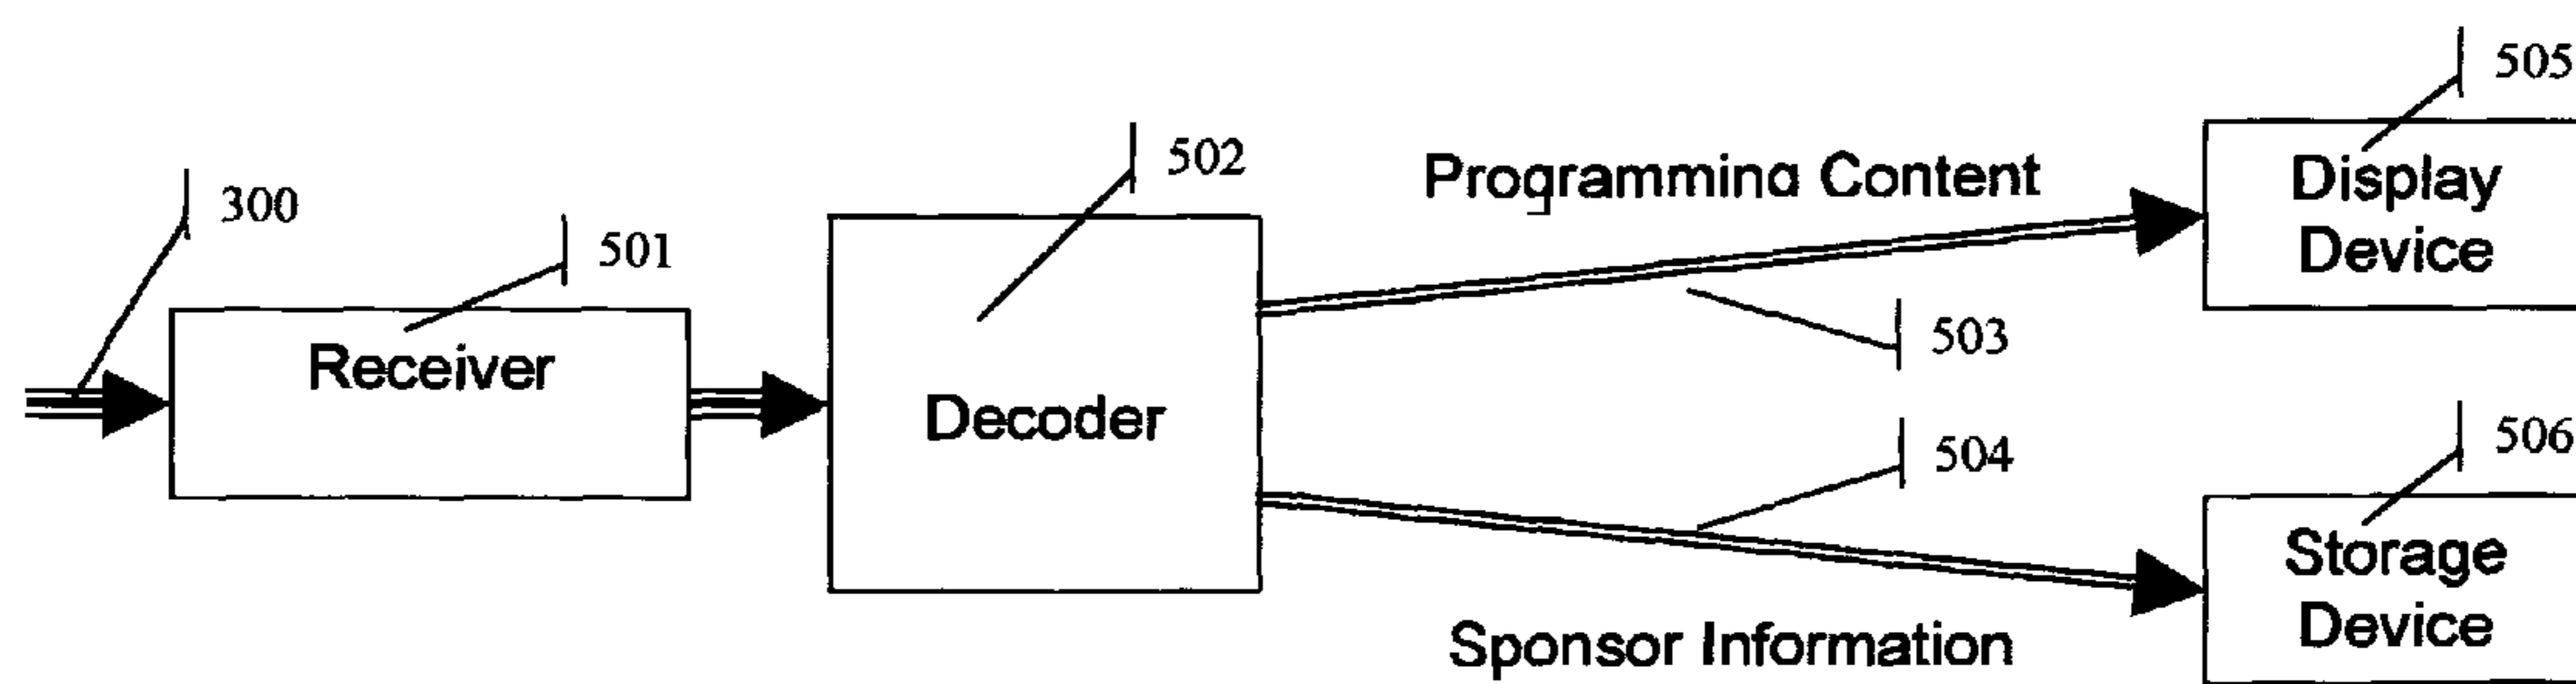 505
502
Programming Content
Display
Device
300
501
Receiver
503
Decoder
504
506
Storage
Device
Sponsor Information